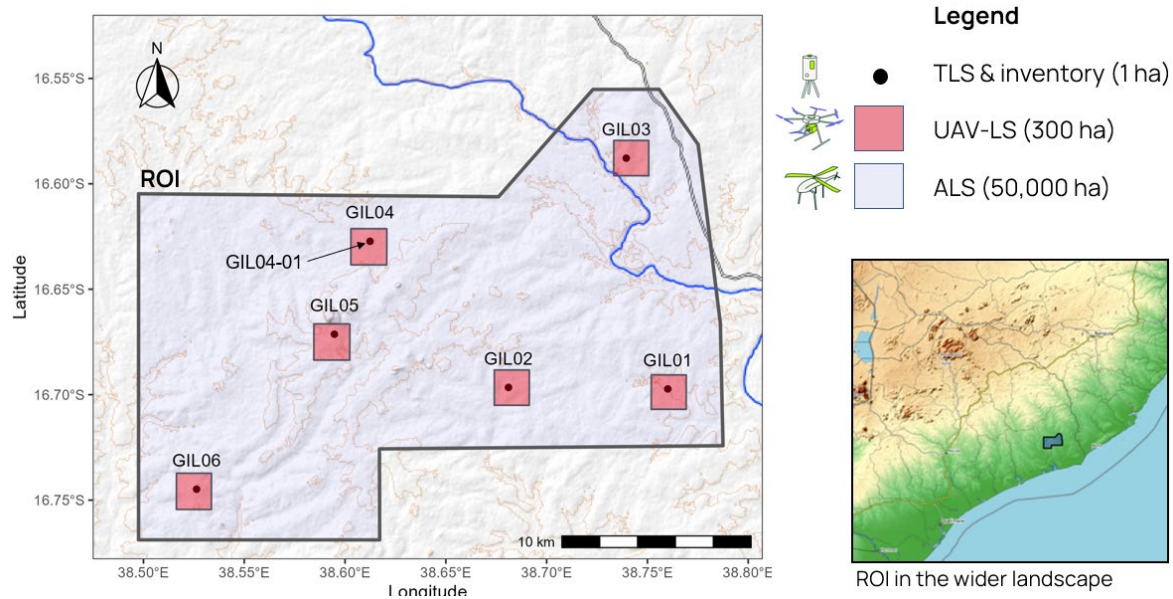 Legend
TLS & inventory (1 ha)
UAV-LS (300 ha)
ALS (50,000 ha)
N
16.55°S
16.60°S
16.65°S
16.70°S
16.75°S
Latitude
ROI
GIL03
GIL04
GIL04-01
GIL05
GIL02
GIL01
GIL06
10 km
38.50°E
38.55°E
38.60°E
38.65°E
38.70°E
38.75°E
38.80°E
Longitude
ROI in the wider landscape